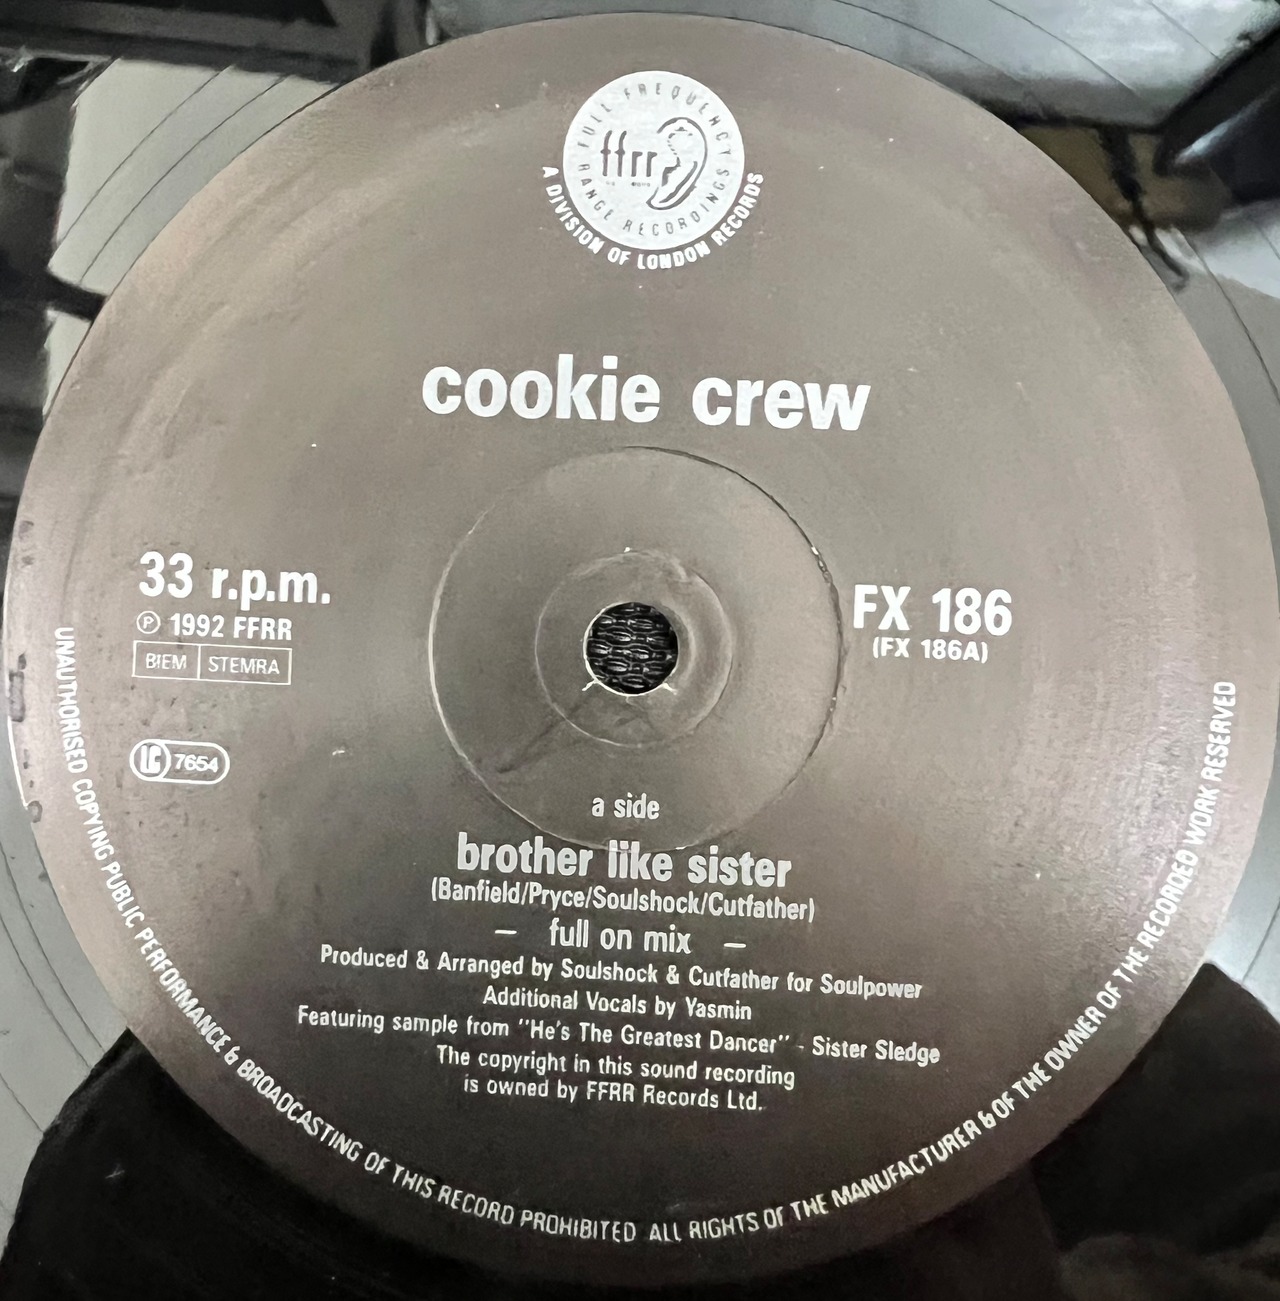 FULL FREQUENCY
ffrr
RANGE RECORDINGS
A DIVISION OF LONDON RECORDS
cookie crew
33 r.p.m.
℗ 1992 FFRR
BIEM STEMRA
LC 7654
FX 186
(FX 186A)
a side
brother like sister
(Banfield/Pryce/Soulshock/Cutfather)
— full on mix —
Produced & Arranged by Soulshock & Cutfather for Soulpower
Additional Vocals by Yasmin
Featuring sample from "He's The Greatest Dancer" - Sister Sledge
The copyright in this sound recording
is owned by FFRR Records Ltd.
UNAUTHORISED COPYING PUBLIC PERFORMANCE & BROADCASTING OF THIS RECORD PROHIBITED ALL RIGHTS OF THE MANUFACTURER & OF THE OWNER OF THE RECORDED WORK RESERVED